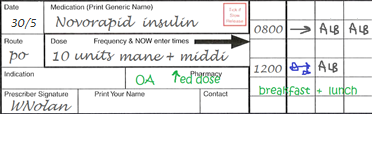 Date Medication (Print Generic Name)
30/5 Novorapid insulin
0800 → ALB ALB
Route Dose Frequency & NOW enter times
po 10 units mane + middi
1200 ALB
Indication Pharmacy
OA ↑ed dose
breakfast + lunch
Prescriber Signature Print Your Name Contact
WNolan